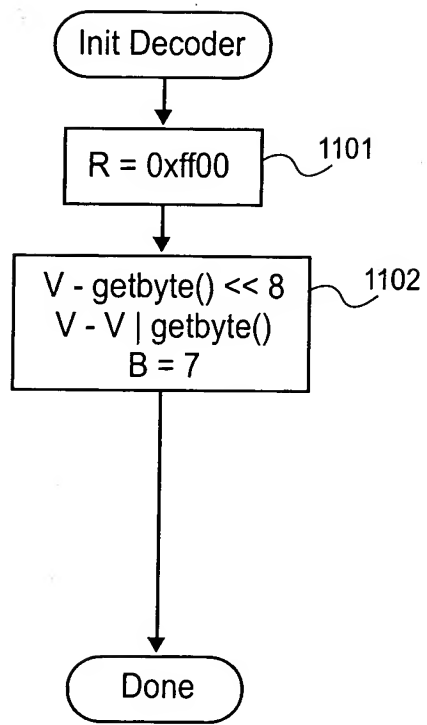 Init Decoder
R = 0xff00
1101
V - getbyte() << 8
V - V | getbyte()
B = 7
1102
Done